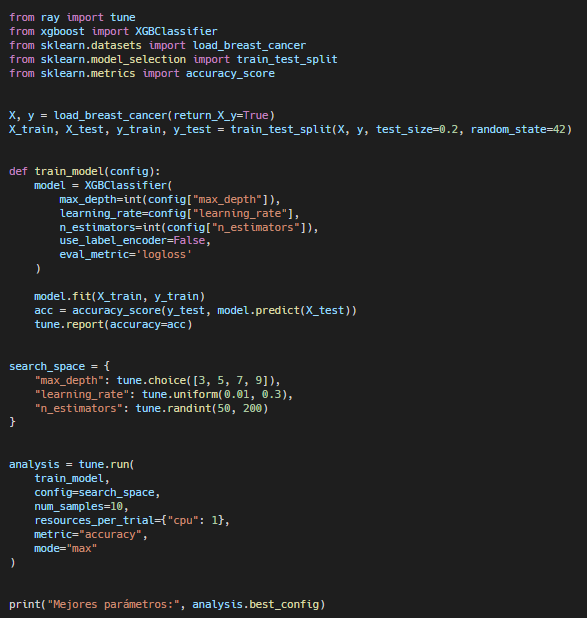 from ray import tune
from xgboost import XGBClassifier
from sklearn.datasets import load_breast_cancer
from sklearn.model_selection import train_test_split
from sklearn.metrics import accuracy_score

X, y = load_breast_cancer(return_X_y=True)
X_train, X_test, y_train, y_test = train_test_split(X, y, test_size=0.2, random_state=42)

def train_model(config):
    model = XGBClassifier(
        max_depth=int(config["max_depth"]),
        learning_rate=config["learning_rate"],
        n_estimators=int(config["n_estimators"]),
        use_label_encoder=False,
        eval_metric='logloss'
    )

    model.fit(X_train, y_train)
    acc = accuracy_score(y_test, model.predict(X_test))
    tune.report(accuracy=acc)

search_space = {
    "max_depth": tune.choice([3, 5, 7, 9]),
    "learning_rate": tune.uniform(0.01, 0.3),
    "n_estimators": tune.randint(50, 200)
}

analysis = tune.run(
    train_model,
    config=search_space,
    num_samples=10,
    resources_per_trial={"cpu": 1},
    metric="accuracy",
    mode="max"
)

print("Mejores parámetros:", analysis.best_config)